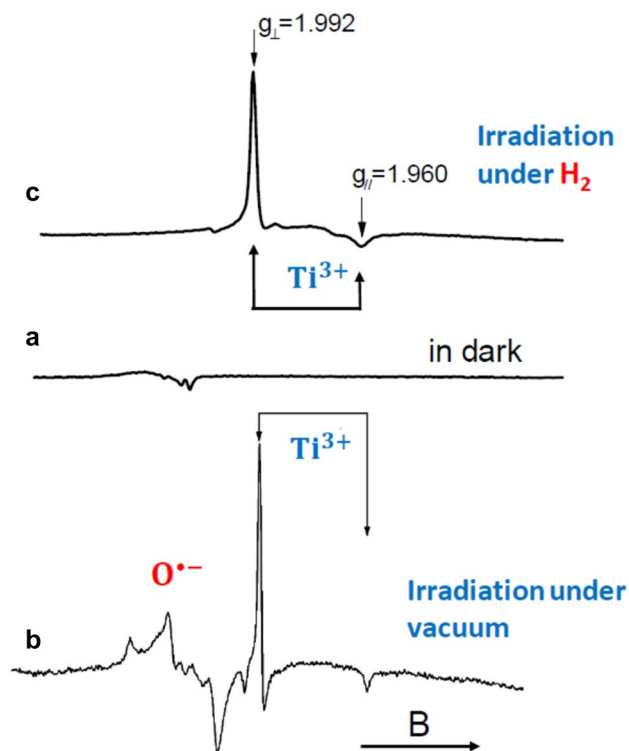 g⊥=1.992
Irradiation
under H₂
g//=1.960
c
Ti³⁺
a
in dark
Ti³⁺
O•⁻
Irradiation under
vacuum
b
B